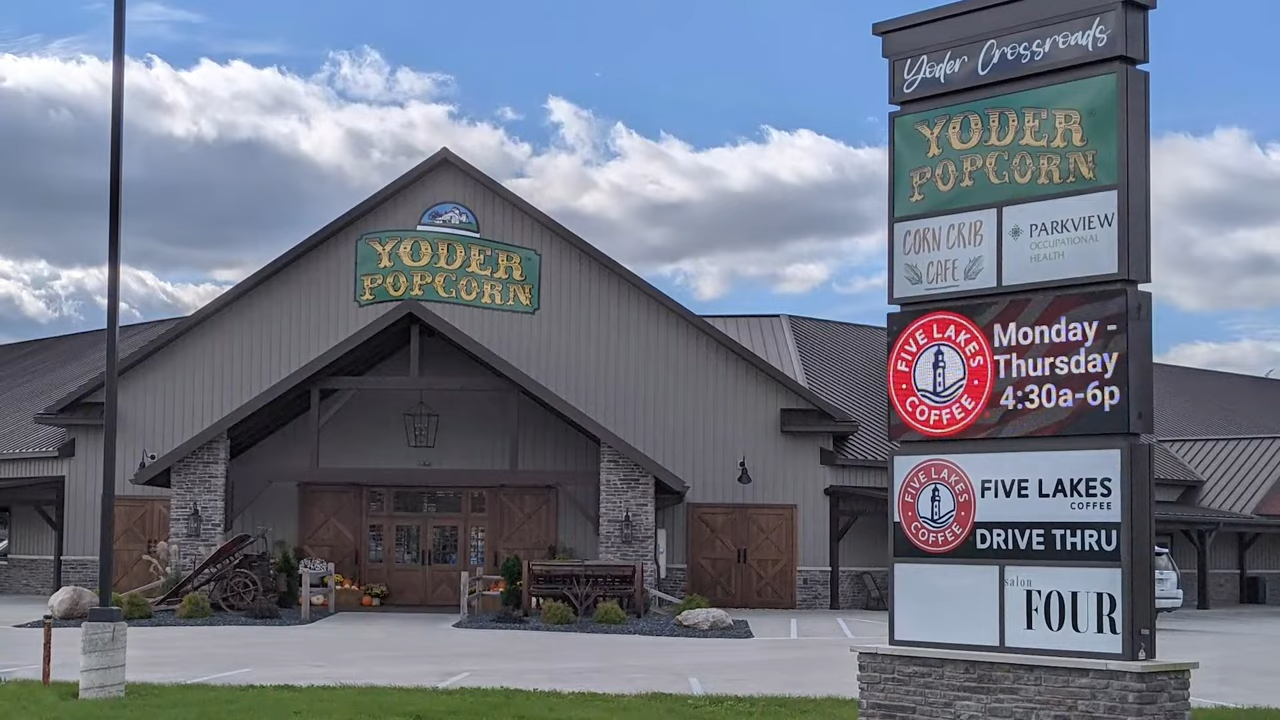 YODER
POPCORN
Yoder Crossroads
YODER
POPCORN
CORN CRIB
CAFE
PARKVIEW
OCCUPATIONAL
HEALTH
FIVE LAKES
COFFEE
Monday -
Thursday
4:30a-6p
FIVE LAKES
COFFEE
FIVE LAKES
COFFEE
DRIVE THRU
salon
FOUR